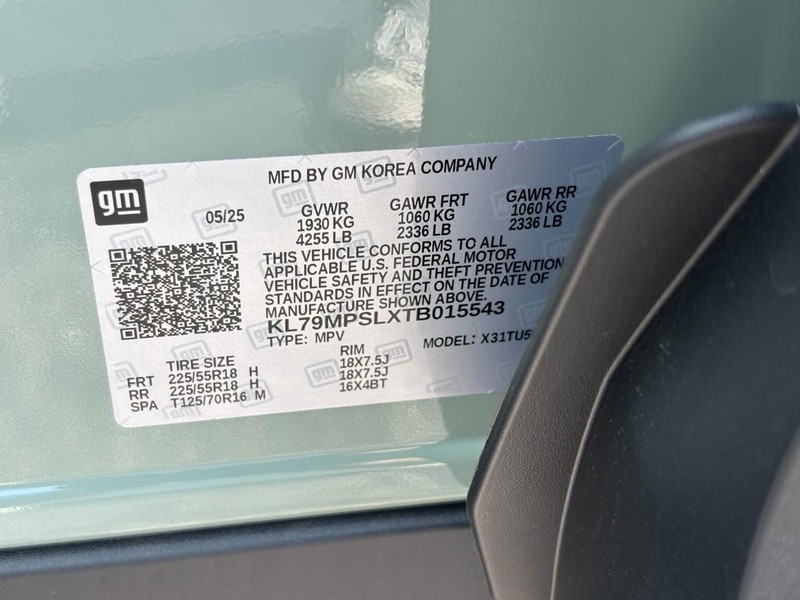 gm
MFD BY GM KOREA COMPANY
05/25
GVWR GAWR FRT GAWR RR
1930 KG 1060 KG 1060 KG
4255 LB 2336 LB 2336 LB
THIS VEHICLE CONFORMS TO ALL
APPLICABLE U.S. FEDERAL MOTOR
VEHICLE SAFETY AND THEFT PREVENTION
STANDARDS IN EFFECT ON THE DATE OF
MANUFACTURE SHOWN ABOVE.
KL79MPSLXTB015543
TYPE: MPV MODEL: X31TU5
TIRE SIZE RIM
FRT 225/55R18 H 18X7.5J
RR 225/55R18 H 18X7.5J
SPA T125/70R16 M 16X4BT